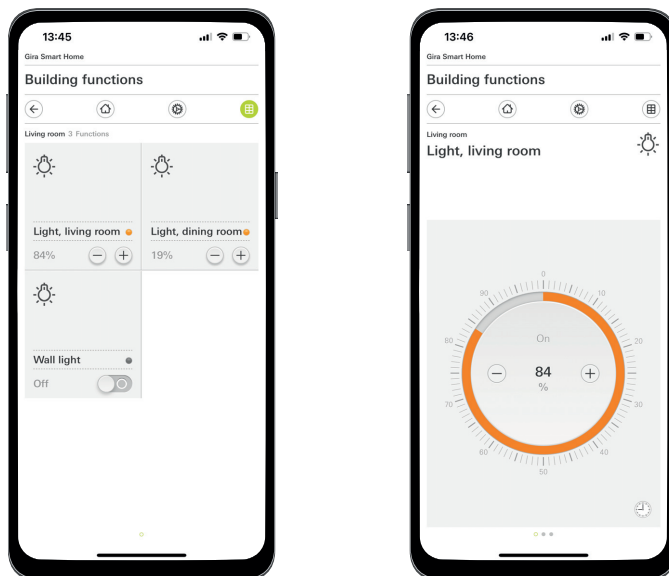 13:45
Gira Smart Home
Building functions
Living room 3 Functions
Light, living room
84%
Light, dining room
19%
Wall light
Off
13:46
Gira Smart Home
Building functions
Living room
Light, living room
0
10
20
30
40
50
60
70
80
90
On
84
%